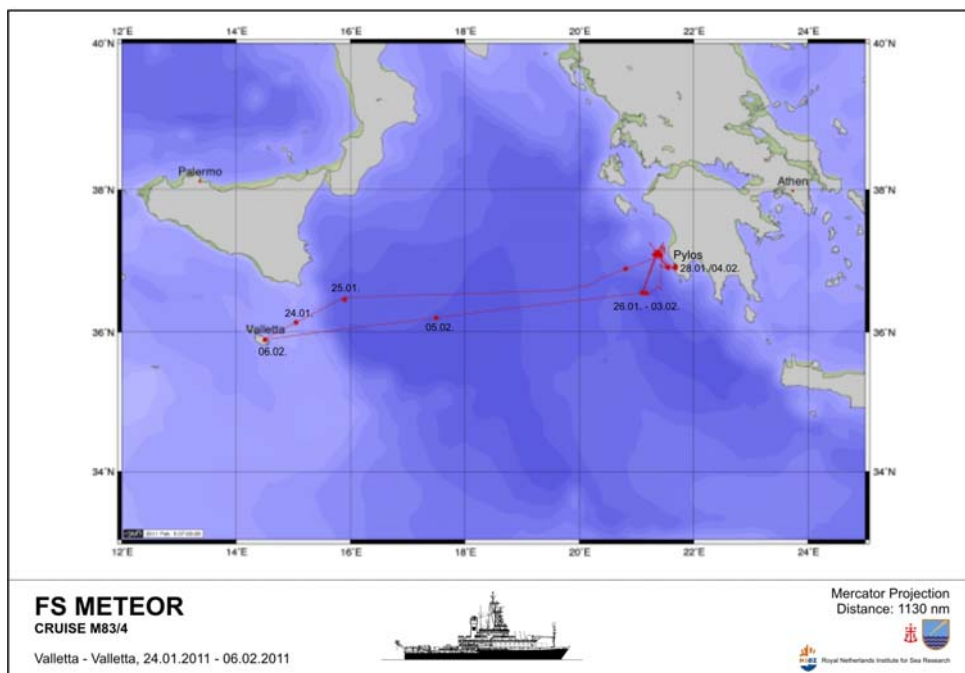 12°E 14°E 16°E 18°E 20°E 22°E 24°E
40°N 40°N
38°N 38°N
36°N 36°N
34°N 34°N
Palermo
Athen
Pylos
28.01./04.02.
25.01.
24.01.
26.01. - 03.02.
Valletta
05.02.
06.02.
12°E 14°E 16°E 18°E 20°E 22°E 24°E
FS METEOR
CRUISE M83/4
Valletta - Valletta, 24.01.2011 - 06.02.2011
Mercator Projection
Distance: 1130 nm
Royal Netherlands Institute for Sea Research